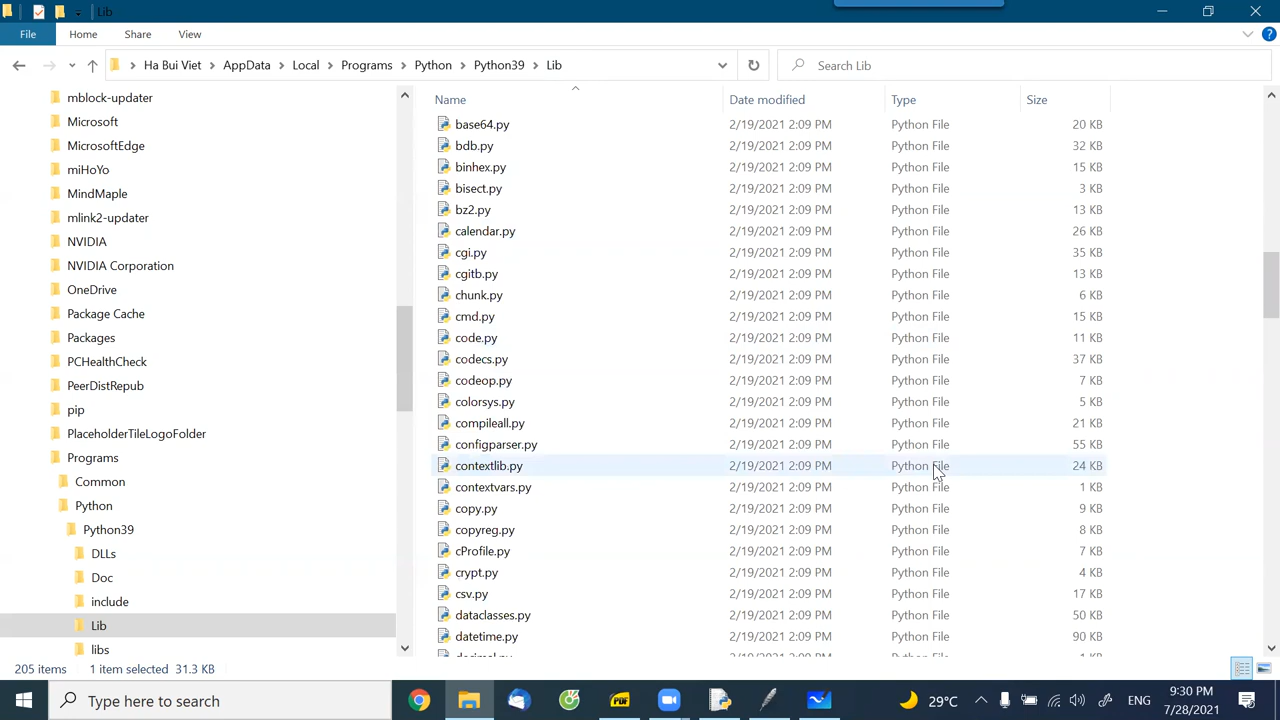 Lib
File Home Share View
Ha Bui Viet AppData Local Programs Python Python39 Lib
Search Lib
mblock-updater
Microsoft
MicrosoftEdge
miHoYo
MindMaple
mlink2-updater
NVIDIA
NVIDIA Corporation
OneDrive
Package Cache
Packages
PCHealthCheck
PeerDistRepub
pip
PlaceholderTileLogoFolder
Programs
Common
Python
Python39
DLLs
Doc
include
Lib
libs
Name Date modified Type Size
base64.py 2/19/2021 2:09 PM Python File 20 KB
bdb.py 2/19/2021 2:09 PM Python File 32 KB
binhex.py 2/19/2021 2:09 PM Python File 15 KB
bisect.py 2/19/2021 2:09 PM Python File 3 KB
bz2.py 2/19/2021 2:09 PM Python File 13 KB
calendar.py 2/19/2021 2:09 PM Python File 26 KB
cgi.py 2/19/2021 2:09 PM Python File 35 KB
cgitb.py 2/19/2021 2:09 PM Python File 13 KB
chunk.py 2/19/2021 2:09 PM Python File 6 KB
cmd.py 2/19/2021 2:09 PM Python File 15 KB
code.py 2/19/2021 2:09 PM Python File 11 KB
codecs.py 2/19/2021 2:09 PM Python File 37 KB
codeop.py 2/19/2021 2:09 PM Python File 7 KB
colorsys.py 2/19/2021 2:09 PM Python File 5 KB
compileall.py 2/19/2021 2:09 PM Python File 21 KB
configparser.py 2/19/2021 2:09 PM Python File 55 KB
contextlib.py 2/19/2021 2:09 PM Python File 24 KB
contextvars.py 2/19/2021 2:09 PM Python File 1 KB
copy.py 2/19/2021 2:09 PM Python File 9 KB
copyreg.py 2/19/2021 2:09 PM Python File 8 KB
cProfile.py 2/19/2021 2:09 PM Python File 7 KB
crypt.py 2/19/2021 2:09 PM Python File 4 KB
csv.py 2/19/2021 2:09 PM Python File 17 KB
dataclasses.py 2/19/2021 2:09 PM Python File 50 KB
datetime.py 2/19/2021 2:09 PM Python File 90 KB
205 items 1 item selected 31.3 KB
Type here to search
PDF
29°C
ENG
9:30 PM
7/28/2021